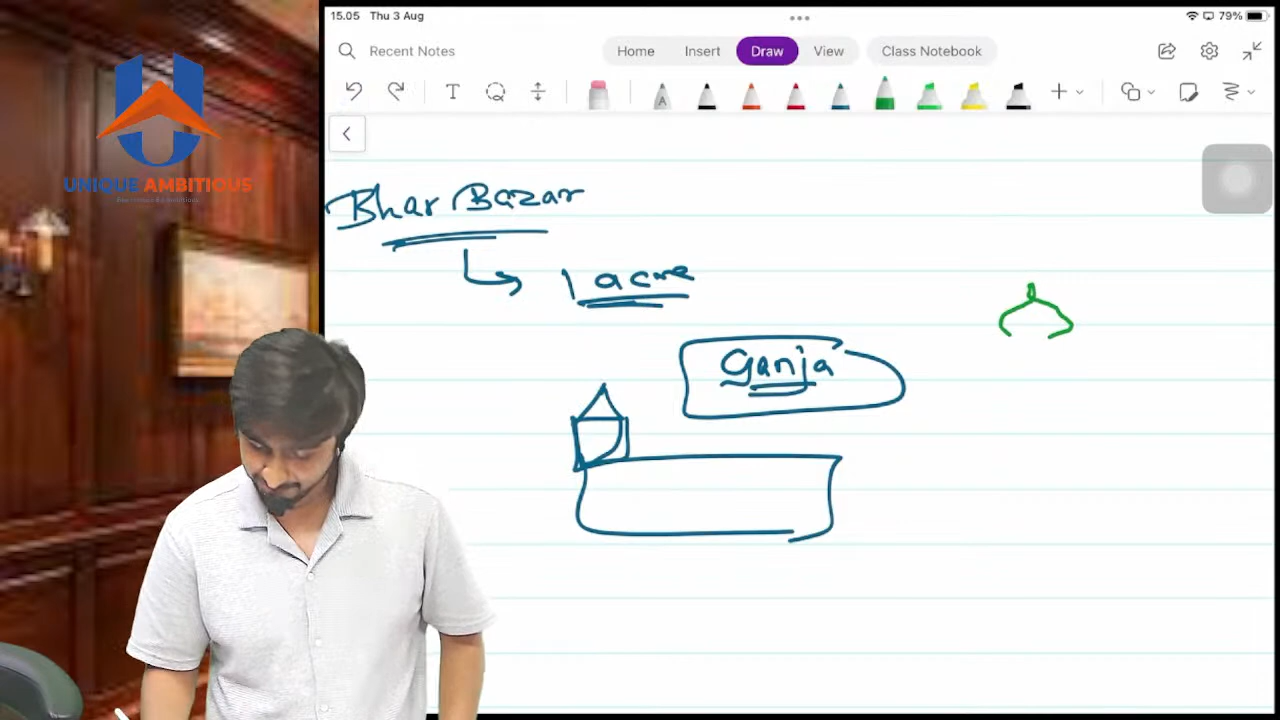 15.05 Thu 3 Aug
79%
Recent Notes
Home Insert Draw View Class Notebook
T
A
UNIQUE AMBITIOUS
Bhar Bazar
1 acre
Ganja